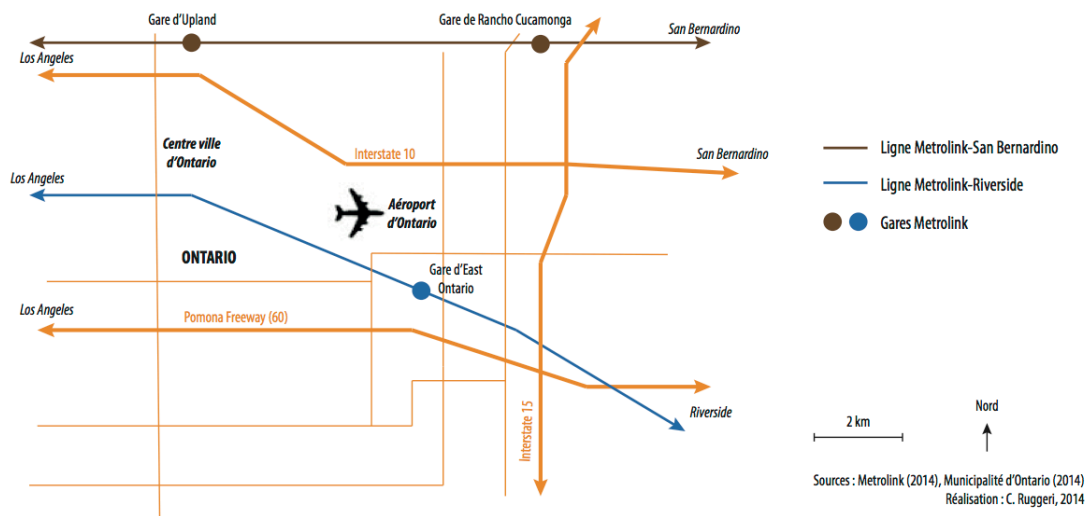 Gare d'Upland
Gare de Rancho Cucamonga
San Bernardino
Los Angeles
Centre ville
d'Ontario
Interstate 10
San Bernardino
Los Angeles
Aéroport
d'Ontario
ONTARIO
Gare d'East
Ontario
Los Angeles
Pomona Freeway (60)
Riverside
Interstate 15
Ligne Metrolink-San Bernardino
Ligne Metrolink-Riverside
Gares Metrolink
2 km
Nord
Sources : Metrolink (2014), Municipalité d'Ontario (2014)
Réalisation : C. Ruggeri, 2014